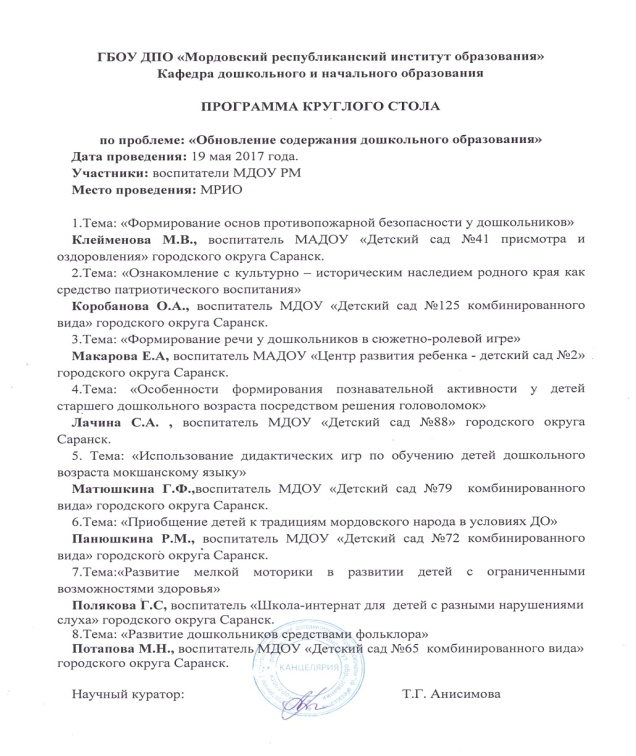 ГБОУ ДПО «Мордовский республиканский институт образования»
Кафедра дошкольного и начального образования
ПРОГРАММА КРУГЛОГО СТОЛА
по проблеме: «Обновление содержания дошкольного образования»
Дата проведения: 19 мая 2017 года.
Участники: воспитатели МДОУ РМ
Место проведения: МРИО
1.Тема: «Формирование основ противопожарной безопасности у дошкольников»
Клейменова М.В., воспитатель МАДОУ «Детский сад №41 присмотра и
оздоровления» городского округа Саранск.
2.Тема: «Ознакомление с культурно – историческим наследием родного края как
средство патриотического воспитания»
Коробанова О.А., воспитатель МДОУ «Детский сад №125 комбинированного
вида» городского округа Саранск.
3.Тема: «Формирование речи у дошкольников в сюжетно-ролевой игре»
Макарова Е.А, воспитатель МАДОУ «Центр развития ребенка - детский сад №2»
городского округа Саранск.
4.Тема: «Особенности формирования познавательной активности у детей
старшего дошкольного возраста посредством решения головоломок»
Лачина С.А. , воспитатель МДОУ «Детский сад №88» городского округа
Саранск.
5. Тема: «Использование дидактических игр по обучению детей дошкольного
возраста мокшанскому языку»
Матюшкина Г.Ф.,воспитатель МДОУ «Детский сад №79 комбинированного
вида» городского округа Саранск.
6.Тема: «Приобщение детей к традициям мордовского народа в условиях ДО»
Панюшкина Р.М., воспитатель МДОУ «Детский сад №72 комбинированного
вида» городского округа Саранск.
7.Тема:«Развитие мелкой моторики в развитии детей с ограниченными
возможностями здоровья»
Полякова Г.С, воспитатель «Школа-интернат для детей с разными нарушениями
слуха» городского округа Саранск.
8.Тема: «Развитие дошкольников средствами фольклора»
Потапова М.Н., воспитатель МДОУ «Детский сад №65 комбинированного вида»
городского округа Саранск.
КАНЦЕЛЯРИЯ
Научный куратор: Т.Г. Анисимова